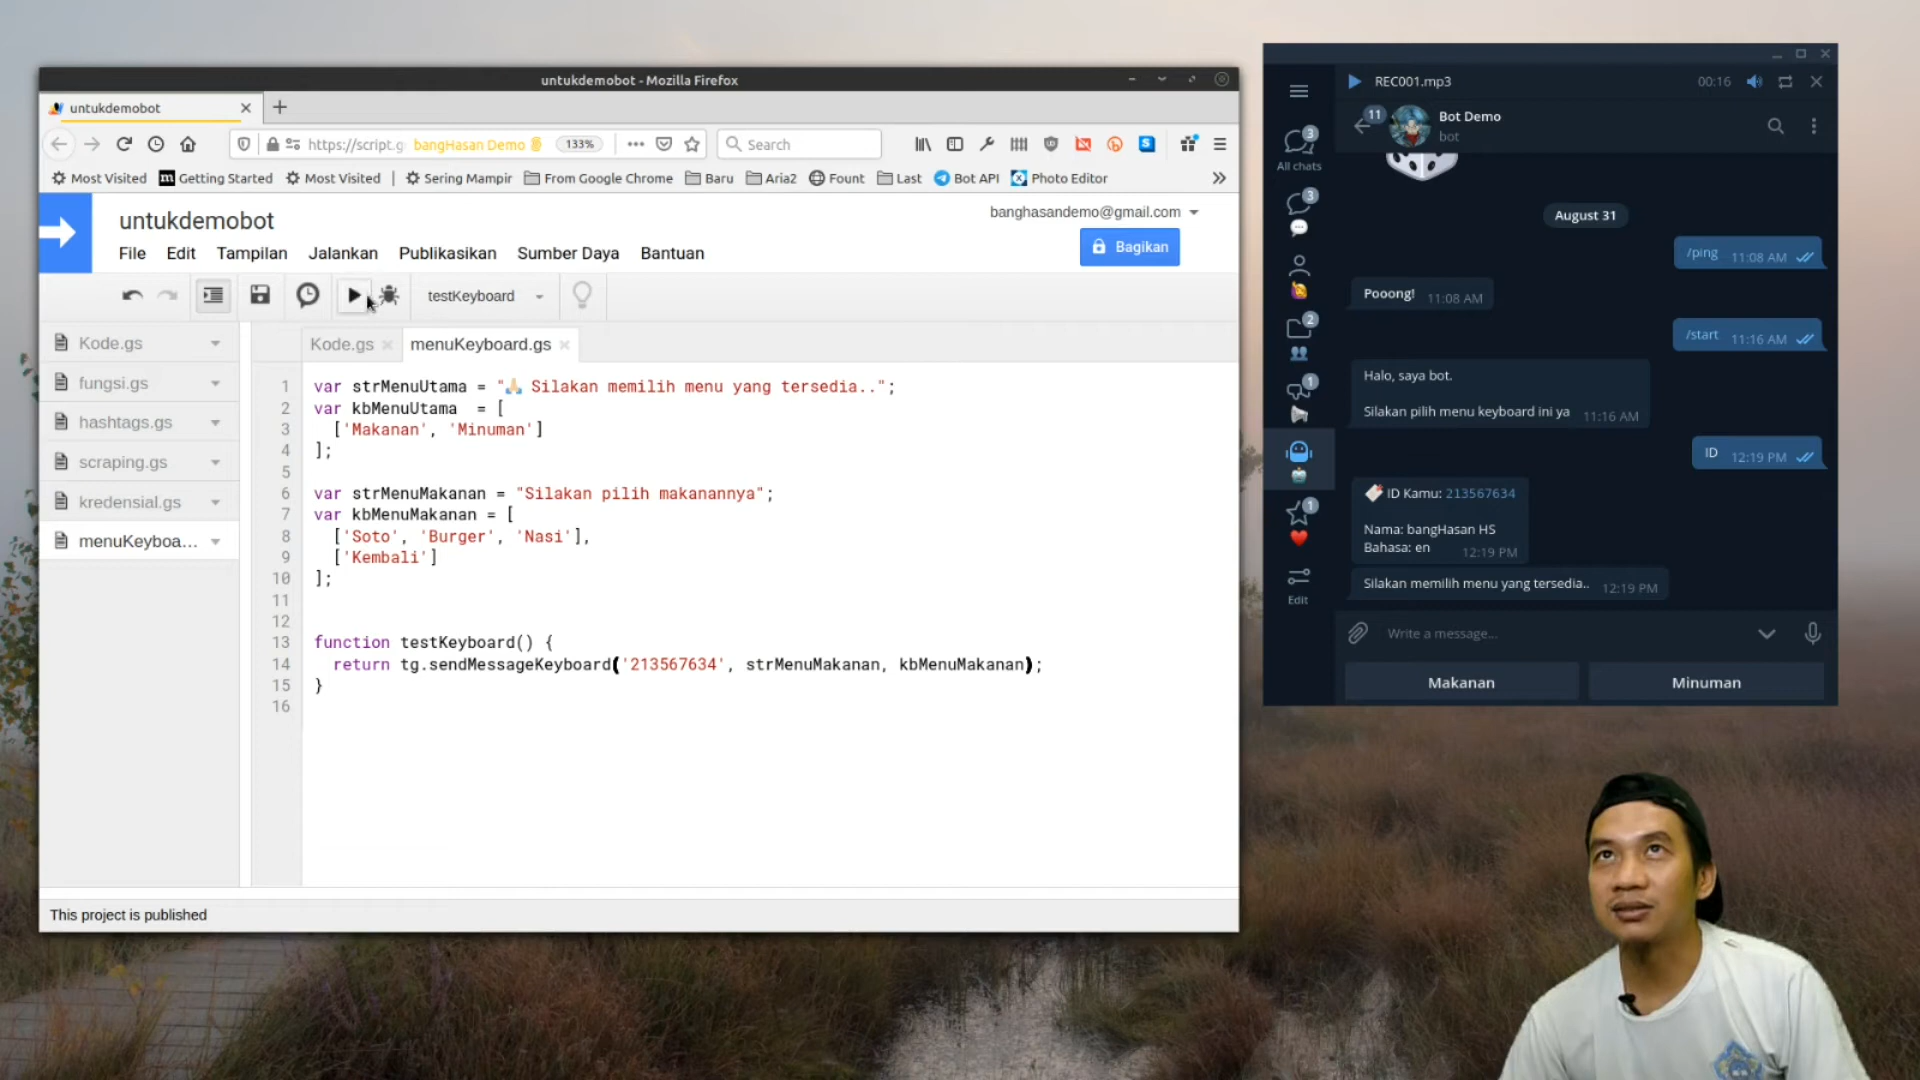 untukdemobot - Mozilla Firefox
untukdemobot
https://script.g bangHasan Demo 133% Search
Most Visited Getting Started Most Visited Sering Mampir From Google Chrome Baru Aria2 Fount Last Bot API Photo Editor
untukdemobot
banghasandemo@gmail.com
File Edit Tampilan Jalankan Publikasikan Sumber Daya Bantuan
Bagikan
testKeyboard
Kode.gs
fungsi.gs
hashtags.gs
scraping.gs
kredensial.gs
menuKeyboa...
Kode.gs menuKeyboard.gs
1 var strMenuUtama = "🙏 Silakan memilih menu yang tersedia..";
2 var kbMenuUtama = [
3 ['Makanan', 'Minuman']
4 ];
5
6 var strMenuMakanan = "Silakan pilih makanannya";
7 var kbMenuMakanan = [
8 ['Soto', 'Burger', 'Nasi'],
9 ['Kembali']
10 ];
11
12
13 function testKeyboard() {
14 return tg.sendMessageKeyboard('213567634', strMenuMakanan, kbMenuMakanan);
15 }
16
This project is published
REC001.mp3 00:16
11 Bot Demo
bot
3
All chats
3
2
1
1
Edit
August 31
/ping 11:08 AM
Pooong! 11:08 AM
/start 11:16 AM
Halo, saya bot.
Silakan pilih menu keyboard ini ya 11:16 AM
ID 12:19 PM
ID Kamu: 213567634
Nama: bangHasan HS
Bahasa: en 12:19 PM
Silakan memilih menu yang tersedia.. 12:19 PM
Write a message...
Makanan Minuman